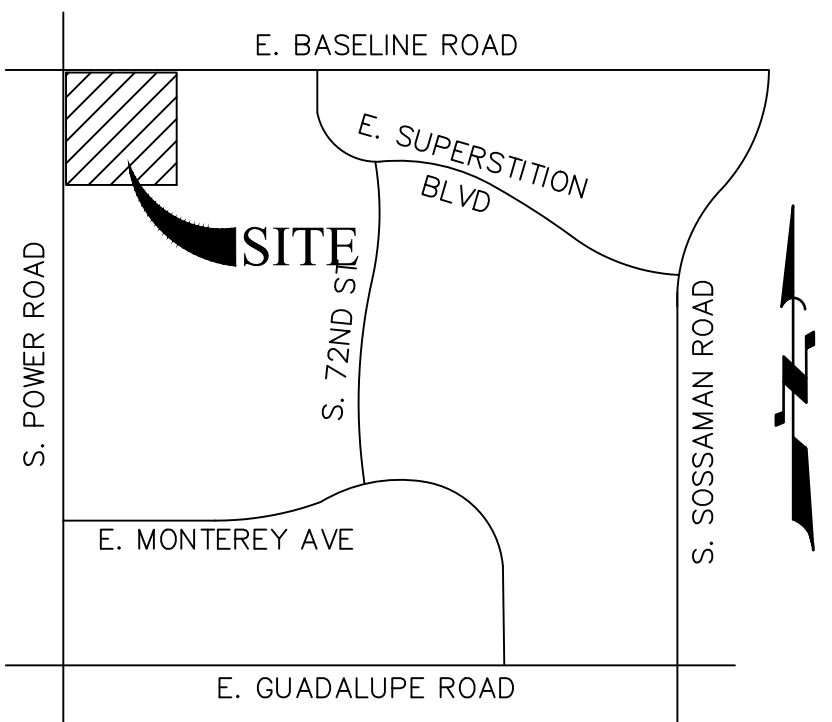 E. BASELINE ROAD
E. SUPERSTITION
BLVD
SITE
S. 72ND ST
S. POWER ROAD
S. SOSSAMAN ROAD
E. MONTEREY AVE
E. GUADALUPE ROAD